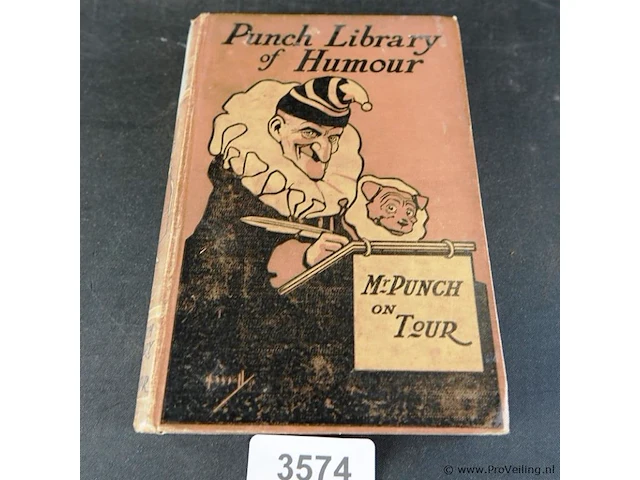 Punch Library
of Humour
Mr PUNCH
ON
TOUR
3574
© www.ProVeiling.nl